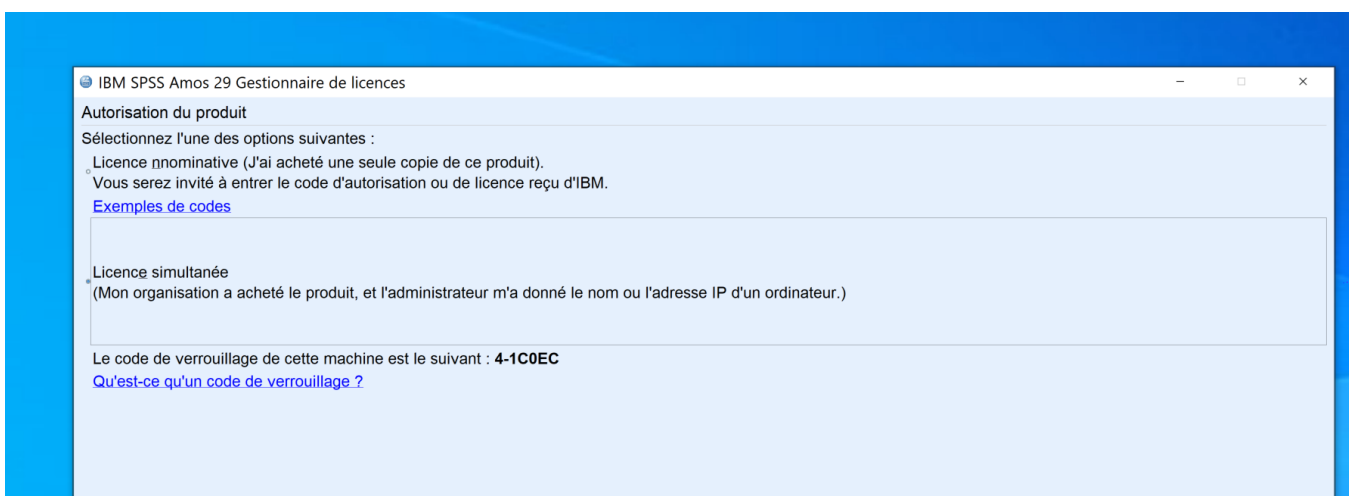 IBM SPSS Amos 29 Gestionnaire de licences
Autorisation du produit
Sélectionnez l'une des options suivantes :
Licence nnominative (J'ai acheté une seule copie de ce produit).
Vous serez invité à entrer le code d'autorisation ou de licence reçu d'IBM.
Exemples de codes
Licence simultanée
(Mon organisation a acheté le produit, et l'administrateur m'a donné le nom ou l'adresse IP d'un ordinateur.)
Le code de verrouillage de cette machine est le suivant : 4-1C0EC
Qu'est-ce qu'un code de verrouillage ?